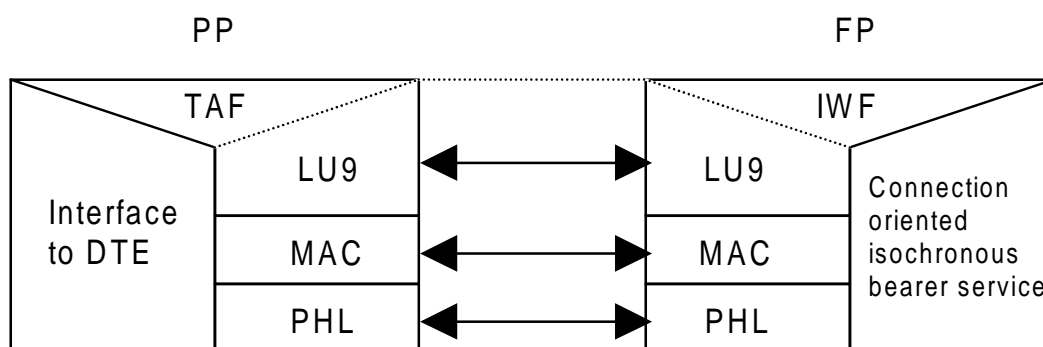 PP
FP
TAF
IWF
LU9
LU9
Interface
to DTE
Connection
oriented
isochronous
bearer service
MAC
MAC
PHL
PHL